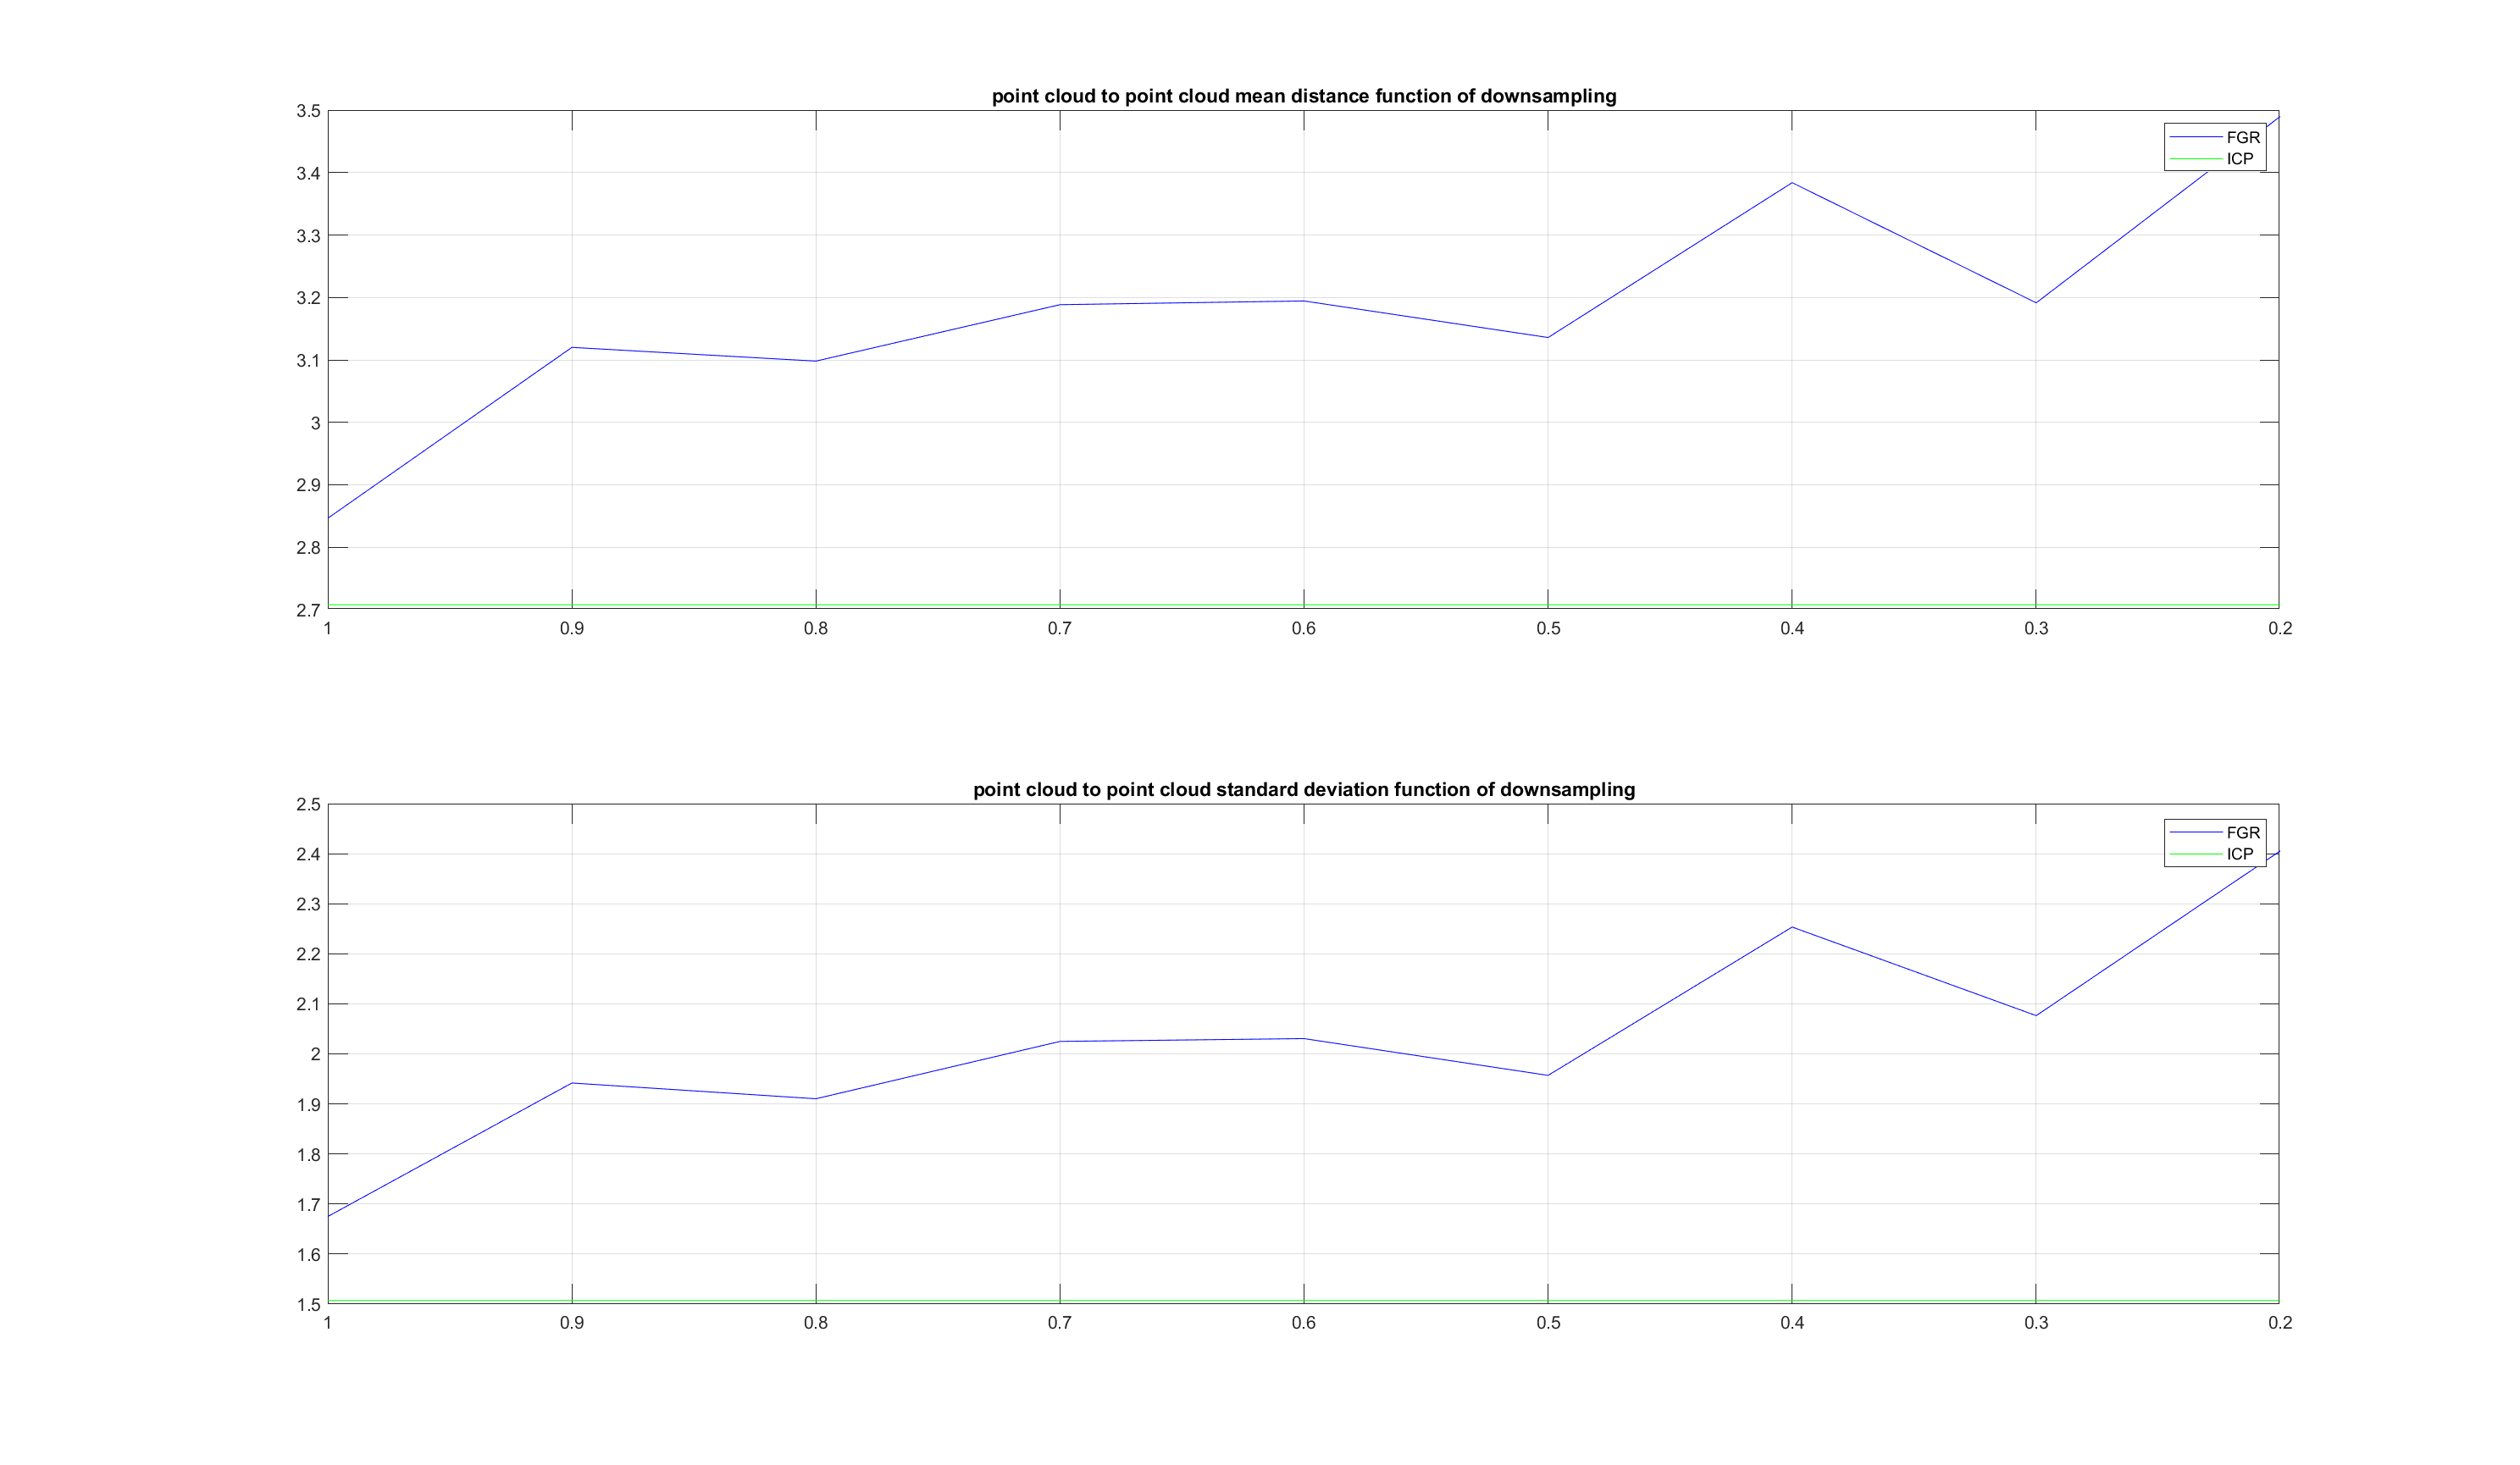 point cloud to point cloud mean distance function of downsampling
3.5
3.4
3.3
3.2
3.1
3
2.9
2.8
2.7
FGR
ICP
1 0.9 0.8 0.7 0.6 0.5 0.4 0.3 0.2
point cloud to point cloud standard deviation function of downsampling
2.5
2.4
2.3
2.2
2.1
2
1.9
1.8
1.7
1.6
1.5
FGR
ICP
1 0.9 0.8 0.7 0.6 0.5 0.4 0.3 0.2